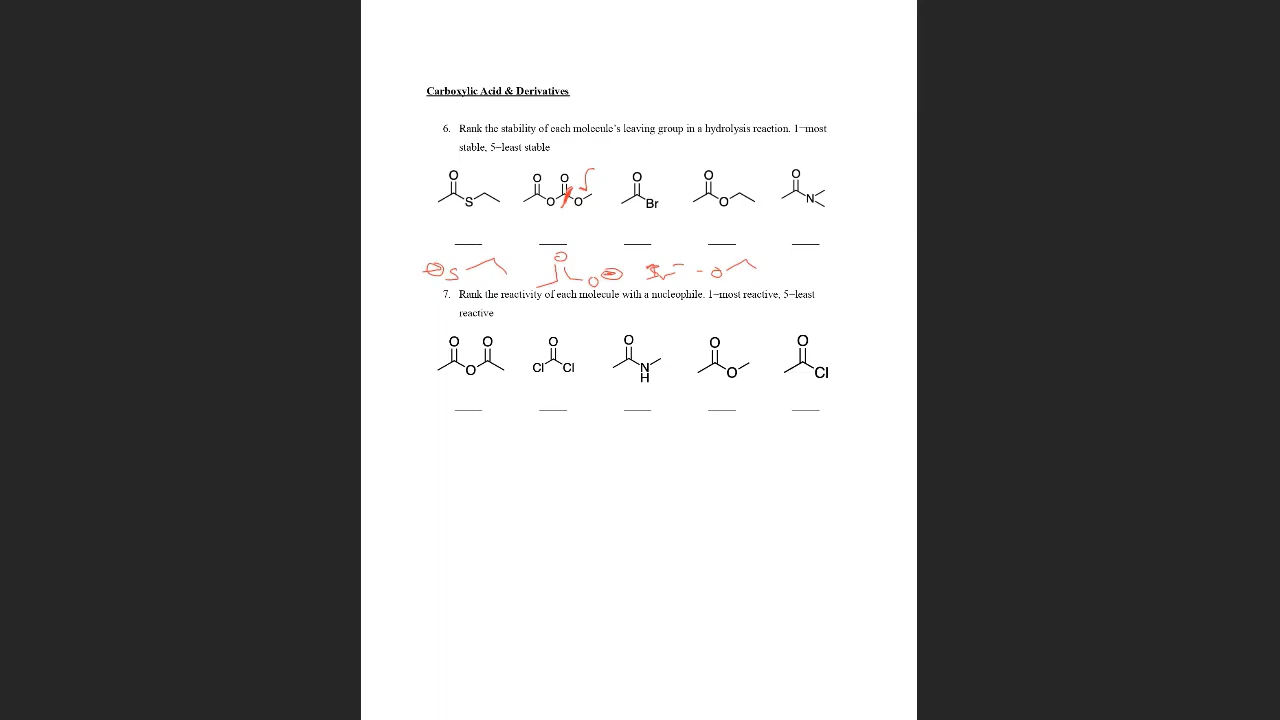 Carboxylic Acid & Derivatives
6. Rank the stability of each molecule's leaving group in a hydrolysis reaction. 1–most
stable, 5–least stable
O O O O O O
S O O Br O N
O
⊖S O⊖ Br⁻ -O
7. Rank the reactivity of each molecule with a nucleophile. 1–most reactive, 5–least
reactive
O O O O O O
O Cl Cl N H O Cl